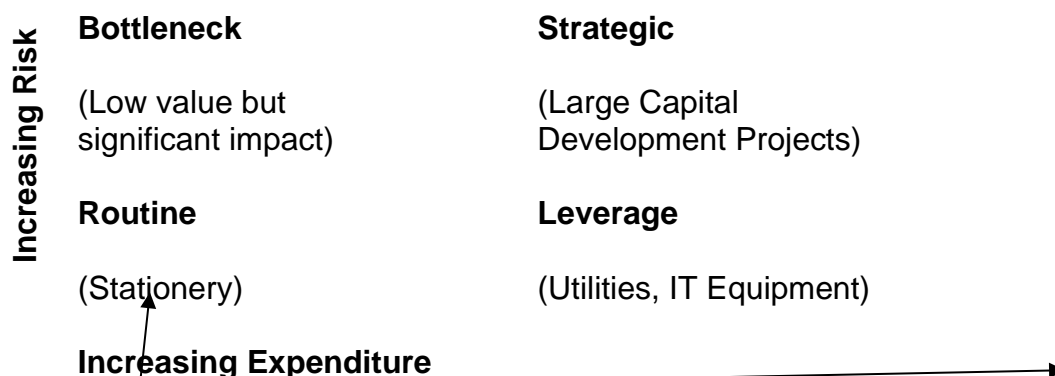 Increasing Risk
Bottleneck
Strategic
(Low value but
significant impact)
(Large Capital
Development Projects)
Routine
Leverage
(Stationery)
(Utilities, IT Equipment)
Increasing Expenditure